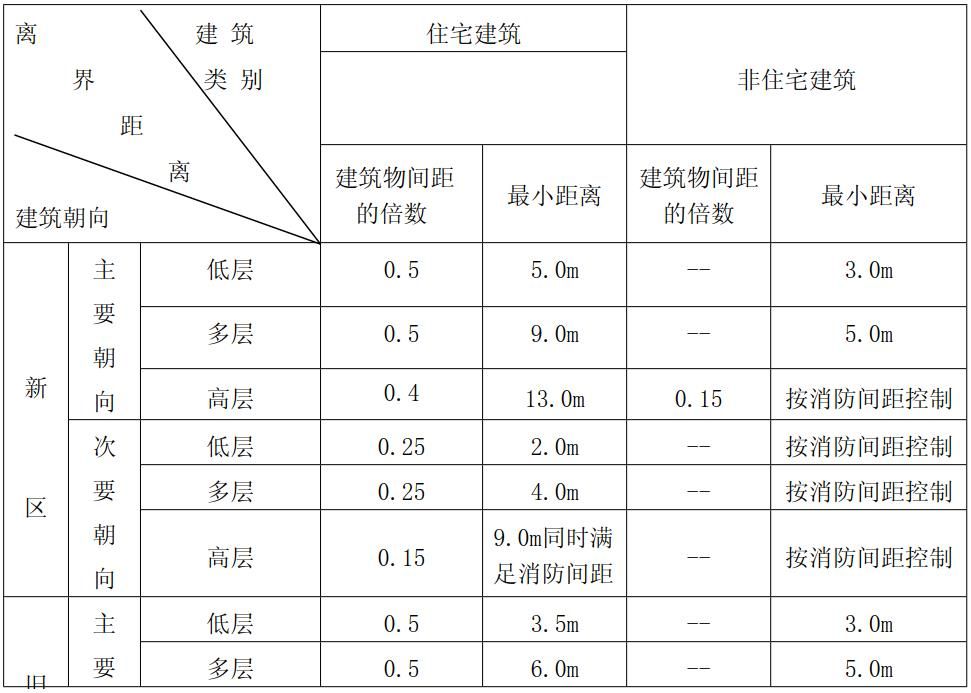 离 建 筑 住宅建筑
界 类 别 非住宅建筑
距
离
建筑朝向
建筑物间距的倍数 最小距离 建筑物间距的倍数 最小距离
新区 主要朝向 低层 0.5 5.0m -- 3.0m
多层 0.5 9.0m -- 5.0m
高层 0.4 13.0m 0.15 按消防间距控制
次要朝向 低层 0.25 2.0m -- 按消防间距控制
多层 0.25 4.0m -- 按消防间距控制
高层 0.15 9.0m同时满足消防间距 -- 按消防间距控制
主要 低层 0.5 3.5m -- 3.0m
多层 0.5 6.0m -- 5.0m